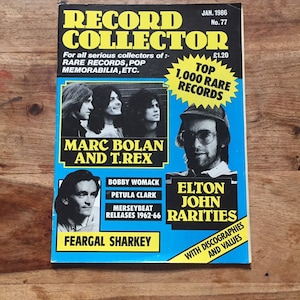 RECORD
COLLECTOR
JAN. 1986
No. 77
£1.20
For all serious collectors of :-
RARE RECORDS, POP
MEMORABILIA, ETC.
TOP
1,000 RARE
RECORDS
MARC BOLAN
AND T.REX
BOBBY WOMACK
PETULA CLARK
MERSEYBEAT
RELEASES 1962-66
ELTON
JOHN
RARITIES
FEARGAL SHARKEY
WITH DISCOGRAPHIES
AND VALUES